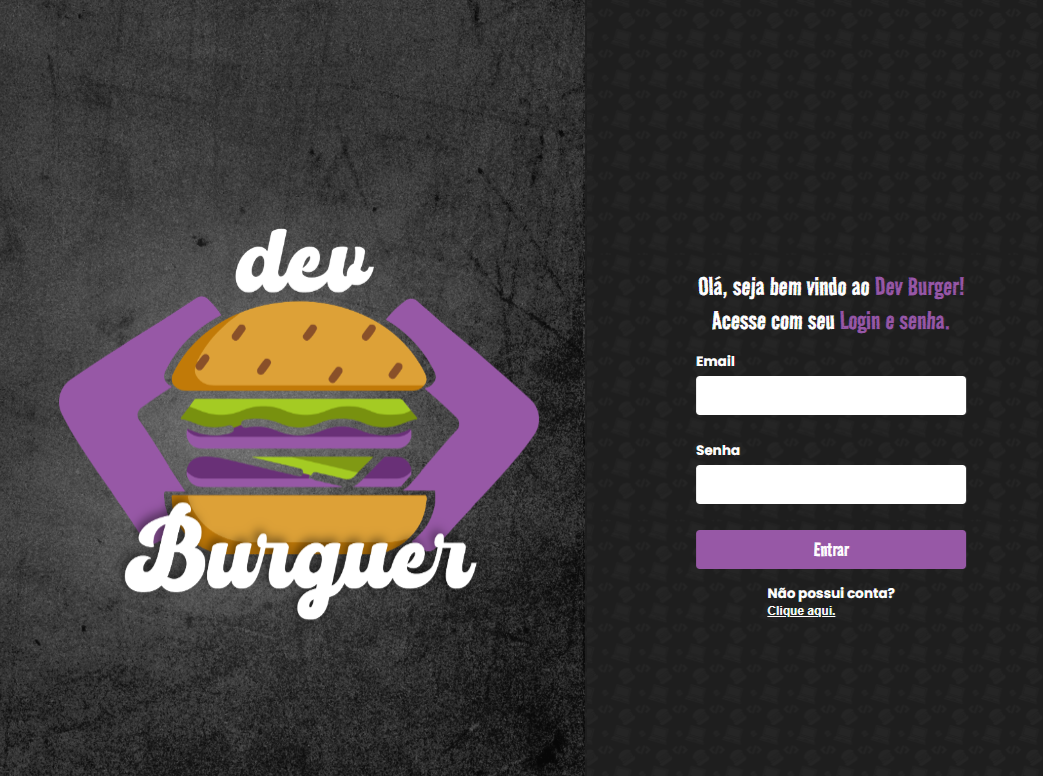 dev
Burguer
Olá, seja bem vindo ao Dev Burger!
Acesse com seu Login e senha.
Email
Senha
Entrar
Não possui conta?
Clique aqui.